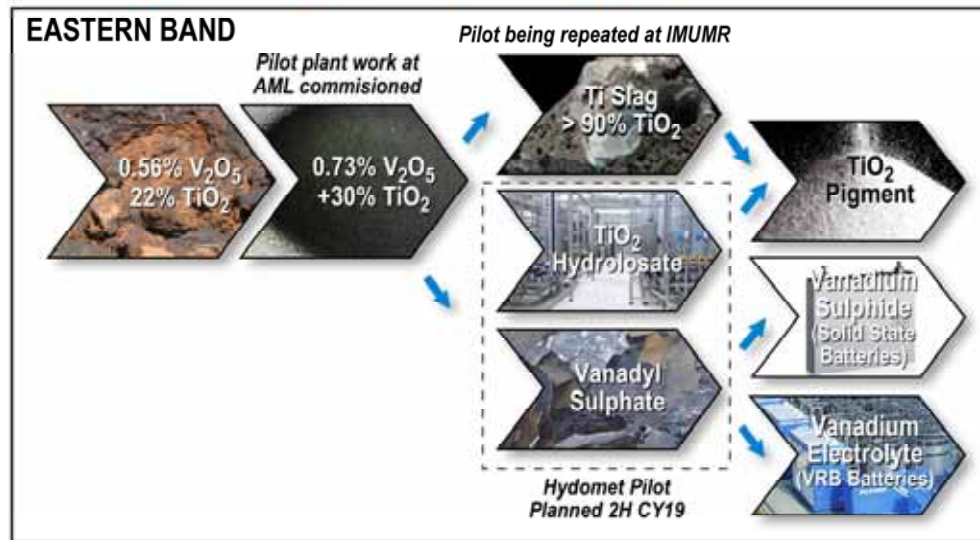 EASTERN BAND
Pilot plant work at
AML commisioned
Pilot being repeated at IMUMR
0.56% V₂O₅
22% TiO₂
0.73% V₂O₅
+30% TiO₂
Ti Slag
> 90% TiO₂
TiO₂
Hydrolosate
Vanadyl
Sulphate
Hydomet Pilot
Planned 2H CY19
TiO₂
Pigment
Vanadium
Sulphide
(Solid State
Batteries)
Vanadium
Electrolyte
(VRB Batteries)